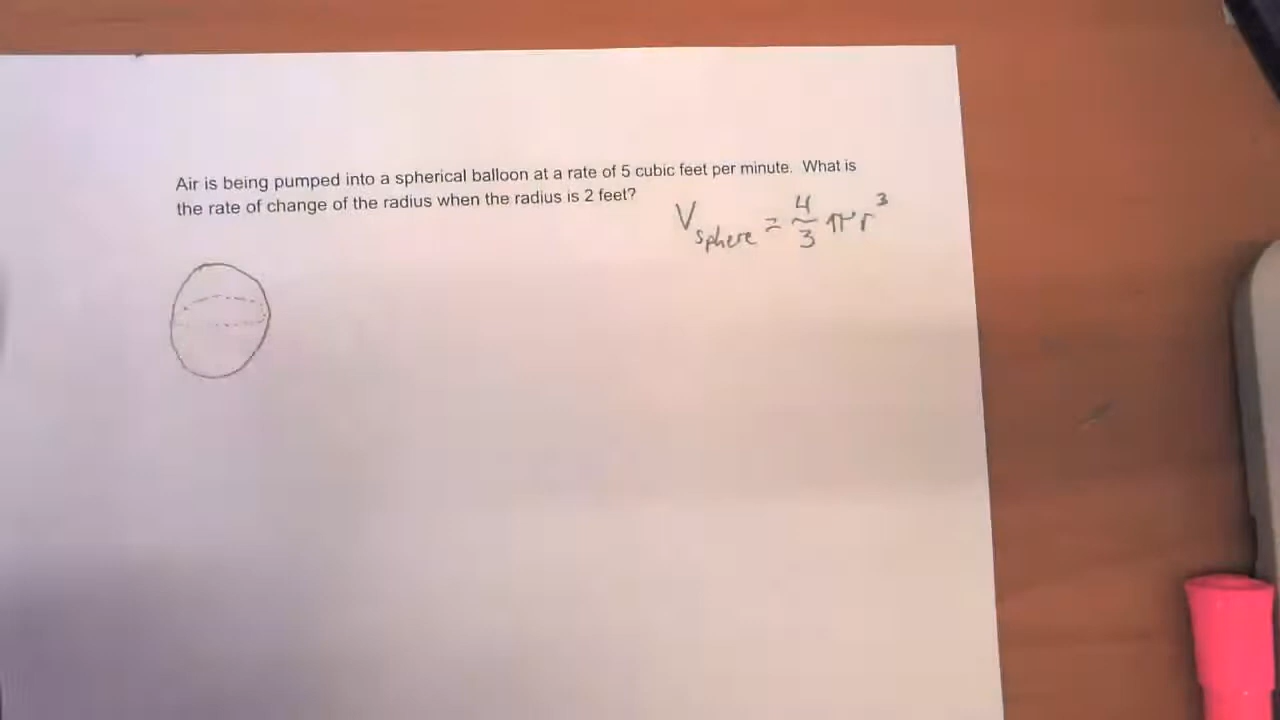 Air is being pumped into a spherical balloon at a rate of 5 cubic feet per minute. What is
the rate of change of the radius when the radius is 2 feet?
V_sphere = 4/3 πr³